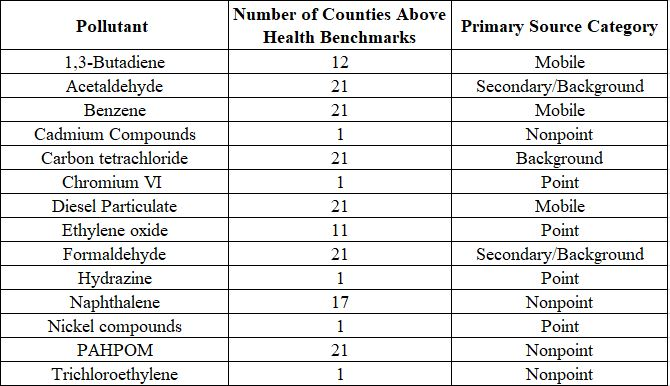 Pollutant Number of Counties Above Health Benchmarks Primary Source Category
1,3-Butadiene 12 Mobile
Acetaldehyde 21 Secondary/Background
Benzene 21 Mobile
Cadmium Compounds 1 Nonpoint
Carbon tetrachloride 21 Background
Chromium VI 1 Point
Diesel Particulate 21 Mobile
Ethylene oxide 11 Point
Formaldehyde 21 Secondary/Background
Hydrazine 1 Point
Naphthalene 17 Nonpoint
Nickel compounds 1 Point
PAHPOM 21 Nonpoint
Trichloroethylene 1 Nonpoint